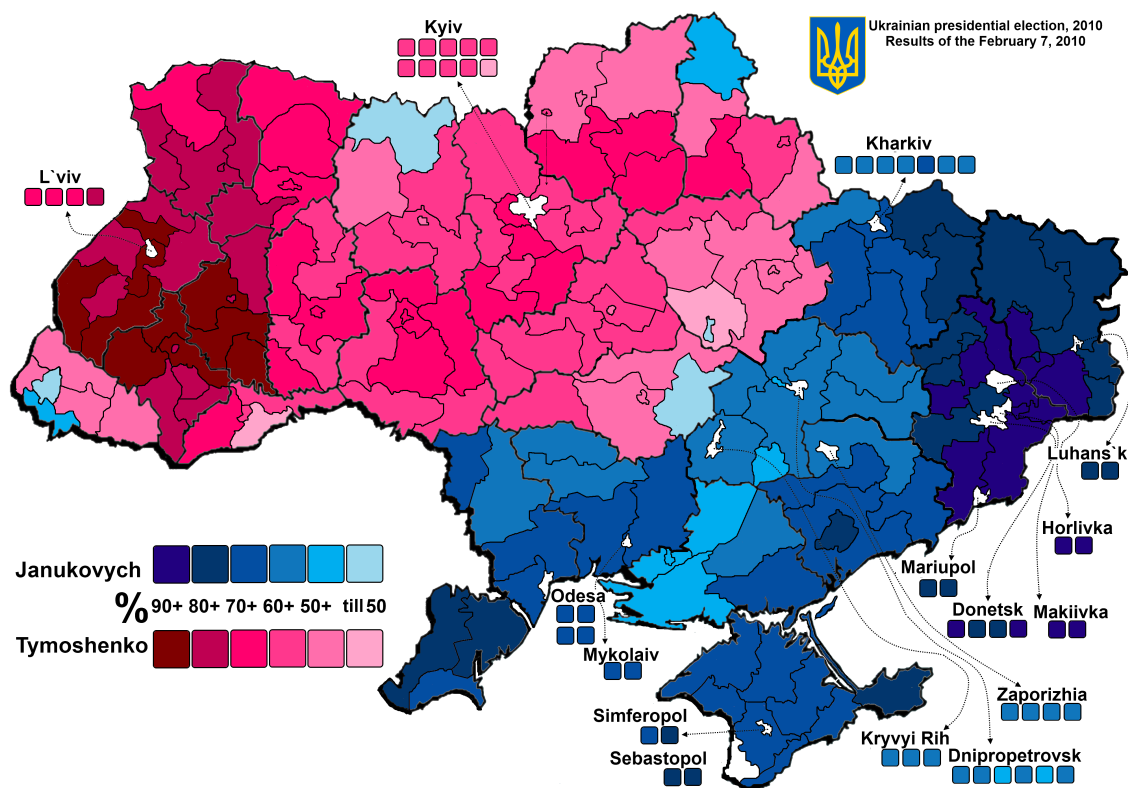 Ukrainian presidential election, 2010
Results of the February 7, 2010
Kyiv
Kharkiv
L`viv
Luhans`k
Horlivka
Mariupol
Donetsk
Makiivka
Odesa
Mykolaiv
Zaporizhia
Simferopol
Kryvyi Rih
Sebastopol
Dnipropetrovsk
Janukovych
% 90+ 80+ 70+ 60+ 50+ till 50
Tymoshenko